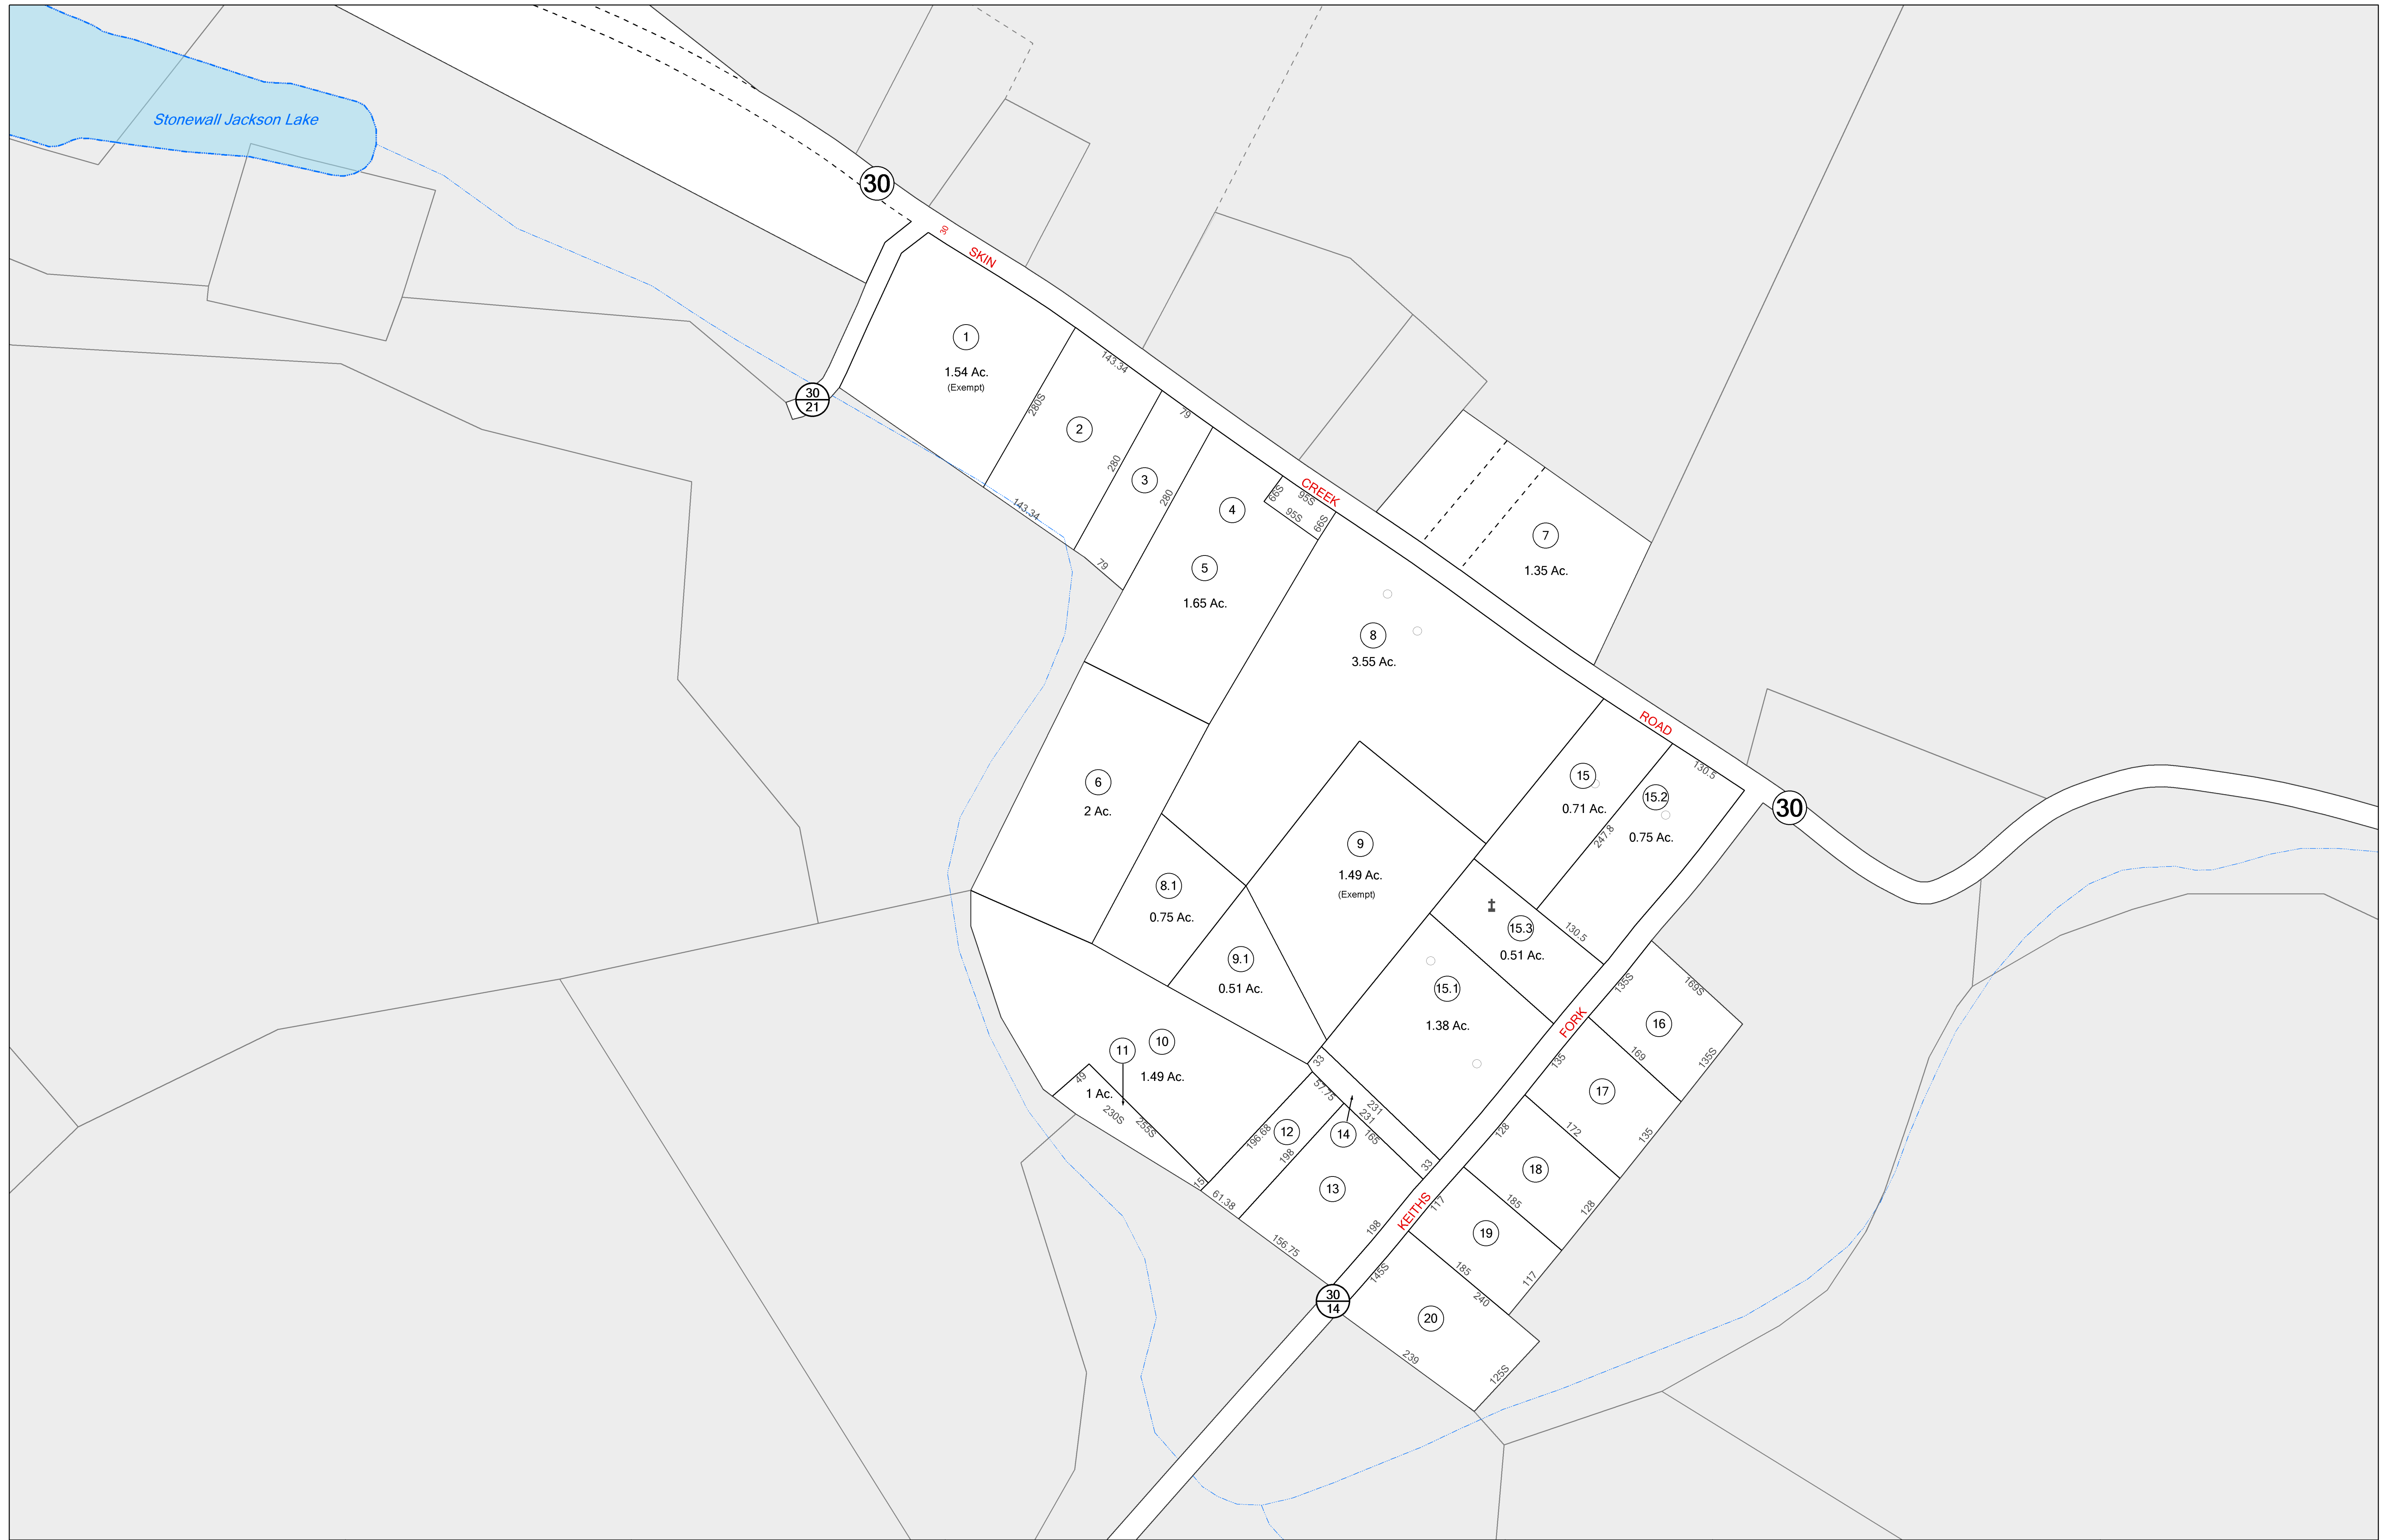 Stonewall Jackson Lake
30
30
SKIN
1
1.54 Ac.
(Exempt)
30
21
143.34
280S
2
143.34
79
280
3
280
79
4
66S
95S
95S
66S
CREEK
5
1.65 Ac.
7
1.35 Ac.
8
3.55 Ac.
ROAD
6
2 Ac.
15
0.71 Ac.
130.5
15.2
0.75 Ac.
247.8
30
9
1.49 Ac.
(Exempt)
8.1
0.75 Ac.
15.3
0.51 Ac.
130.5
9.1
0.51 Ac.
15.1
1.38 Ac.
135S
169S
16
FORK
135S
169
135
17
10
1.49 Ac.
11
1 Ac.
49
230S
255S
33
57.75
231
231
165
14
12
196.68
198
15
61.38
13
33
198
156.75
KEITHS
128
172
135
18
117
185
128
19
185
117
145S
240
20
239
125S
30
14